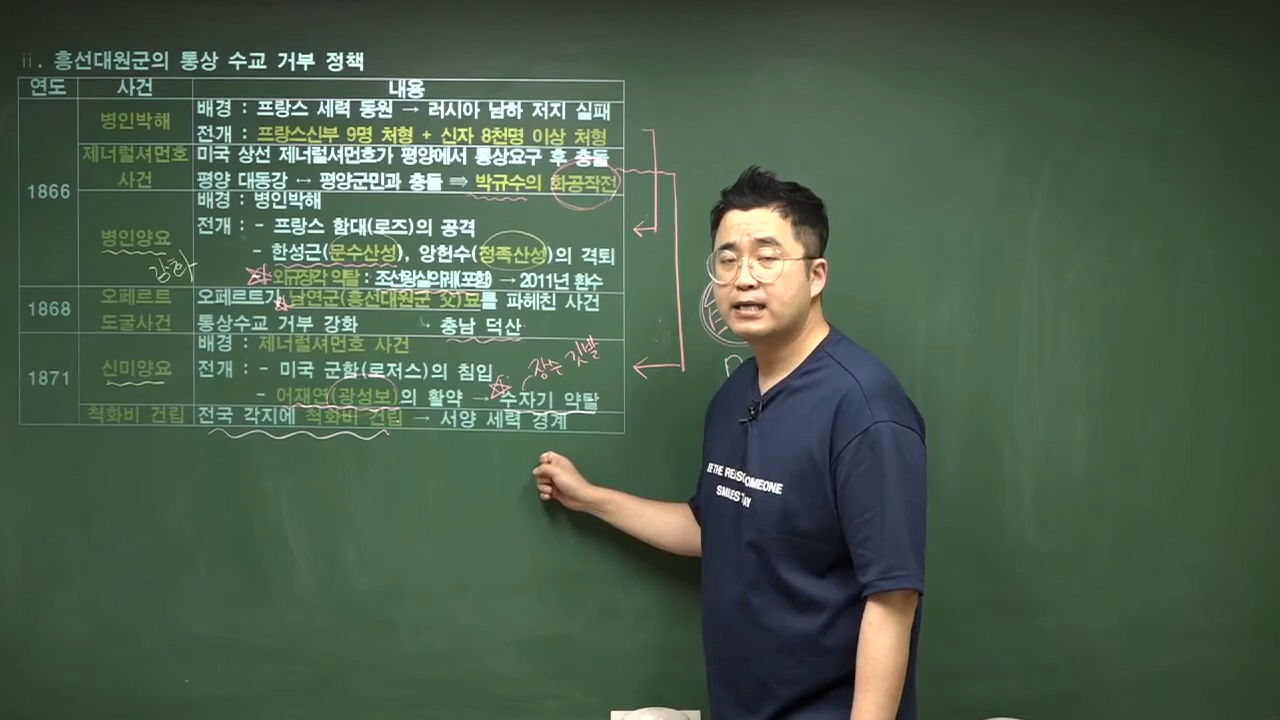 ii. 흥선대원군의 통상 수교 거부 정책
연도 사건 내용
1866
병인박해
배경 : 프랑스 세력 동원 → 러시아 남하 저지 실패
전개 : 프랑스신부 9명 처형 + 신자 8천명 이상 처형
제너럴셔먼호
사건
미국 상선 제너럴셔먼호가 평양에서 통상요구 후 충돌
평양 대동강 ↔ 평양군민과 충돌 ⇒ 박규수의 화공작전
병인양요
강화
배경 : 병인박해
전개 : - 프랑스 함대(로즈)의 공격
- 한성근(문수산성), 양헌수(정족산성)의 격퇴
외규장각 약탈 : 조선왕실의궤(포함) → 2011년 환수
1868
오페르트
도굴사건
오페르트가 남연군(흥선대원군 父)묘를 파헤친 사건
통상수교 거부 강화
충남 덕산
1871
신미양요
배경 : 제너럴셔먼호 사건
전개 : - 미국 군함(로저스)의 침입
장수 깃발
- 어재연(광성보)의 활약 → 수자기 약탈
척화비 건립
전국 각지에 척화비 건립 → 서양 세력 경계
SMILES